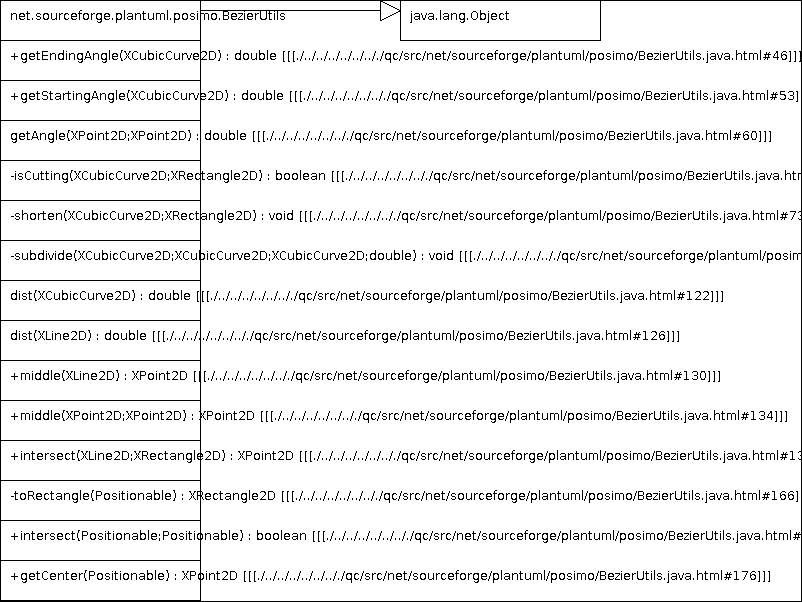 net.sourceforge.plantuml.posimo.BezierUtils
java.lang.Object
+getEndingAngle(XCubicCurve2D) : double [[[./../../../../../../qc/src/net/sourceforge/plantuml/posimo/BezierUtils.java.html#46]]]
+getStartingAngle(XCubicCurve2D) : double [[[./../../../../../../qc/src/net/sourceforge/plantuml/posimo/BezierUtils.java.html#53]
getAngle(XPoint2D;XPoint2D) : double [[[./../../../../../../qc/src/net/sourceforge/plantuml/posimo/BezierUtils.java.html#60]]]
-isCutting(XCubicCurve2D;XRectangle2D) : boolean [[[./../../../../../../qc/src/net/sourceforge/plantuml/posimo/BezierUtils.java.htm
-shorten(XCubicCurve2D;XRectangle2D) : void [[[./../../../../../../qc/src/net/sourceforge/plantuml/posimo/BezierUtils.java.html#73
-subdivide(XCubicCurve2D;XCubicCurve2D;XCubicCurve2D;double) : void [[[./../../../../../../qc/src/net/sourceforge/plantuml/posim
dist(XCubicCurve2D) : double [[[./../../../../../../qc/src/net/sourceforge/plantuml/posimo/BezierUtils.java.html#122]]]
dist(XLine2D) : double [[[./../../../../../../qc/src/net/sourceforge/plantuml/posimo/BezierUtils.java.html#126]]]
+middle(XLine2D) : XPoint2D [[[./../../../../../../qc/src/net/sourceforge/plantuml/posimo/BezierUtils.java.html#130]]]
+middle(XPoint2D;XPoint2D) : XPoint2D [[[./../../../../../../qc/src/net/sourceforge/plantuml/posimo/BezierUtils.java.html#134]]]
+intersect(XLine2D;XRectangle2D) : XPoint2D [[[./../../../../../../qc/src/net/sourceforge/plantuml/posimo/BezierUtils.java.html#13
-toRectangle(Positionable) : XRectangle2D [[[./../../../../../../qc/src/net/sourceforge/plantuml/posimo/BezierUtils.java.html#166]
+intersect(Positionable;Positionable) : boolean [[[./../../../../../../qc/src/net/sourceforge/plantuml/posimo/BezierUtils.java.html#
+getCenter(Positionable) : XPoint2D [[[./../../../../../../qc/src/net/sourceforge/plantuml/posimo/BezierUtils.java.html#176]]]